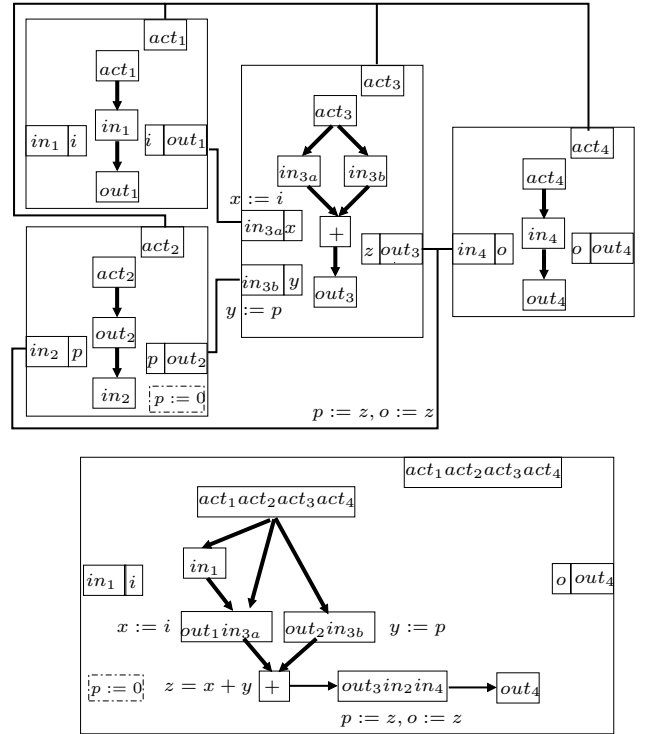 act₁
act₁
in₁
in₁ i
i out₁
out₁
act₂
act₂
out₂
in₂ p
p out₂
in₂
p := 0
act₃
act₃
in₃ₐ in₃b
x := i
in₃ₐ x
+
z out₃
in₃b y
out₃
y := p
p := z, o := z
act₄
act₄
in₄
in₄ o
o out₄
out₄
act₁act₂act₃act₄
act₁act₂act₃act₄
in₁
in₁ i
o out₄
x := i out₁in₃ₐ out₂in₃b y := p
p := 0 z = x + y + out₃in₂in₄ out₄
p := z, o := z